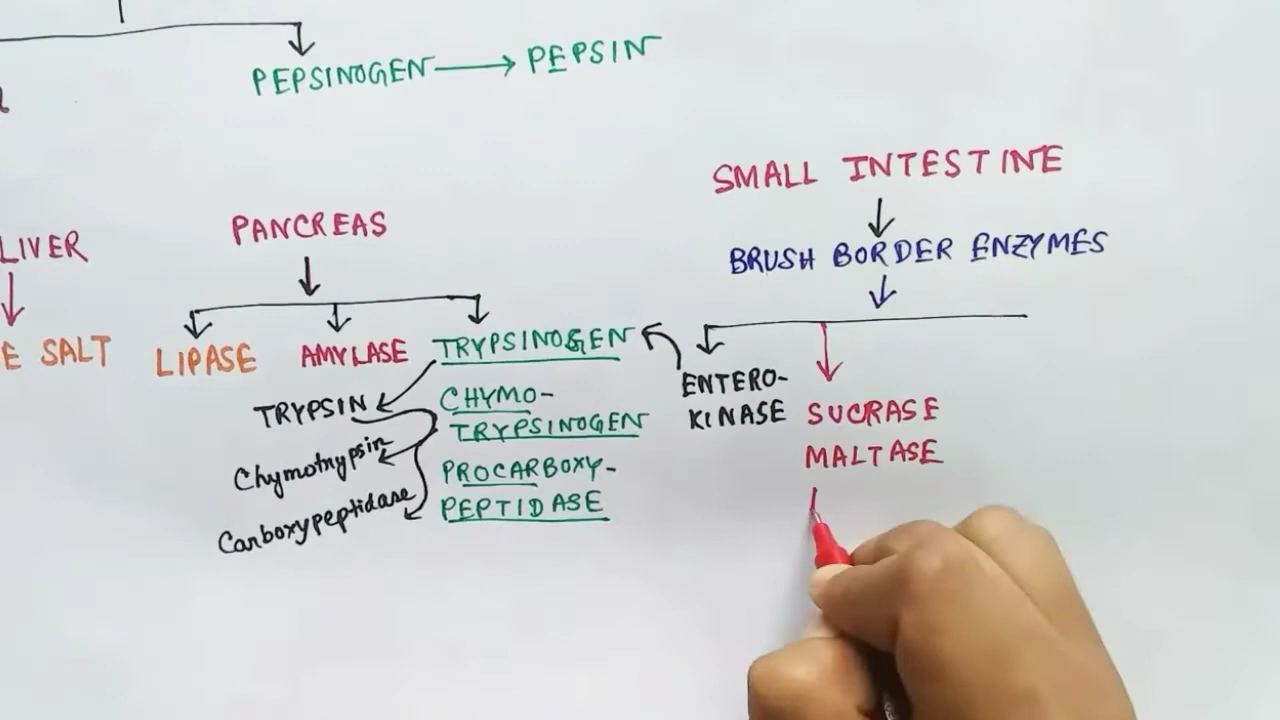 PEPSINOGEN → PEPSIN
SMALL INTESTINE
BRUSH BORDER ENZYMES
LIVER
E SALT
PANCREAS
LIPASE
AMYLASE
TRYPSINOGEN
CHYMO-
TRYPSINOGEN
PROCARBOXY-
PEPTIDASE
TRYPSIN
Chymotrypsin
Carboxypeptidase
ENTERO-
KINASE
SUCRASE
MALTASE